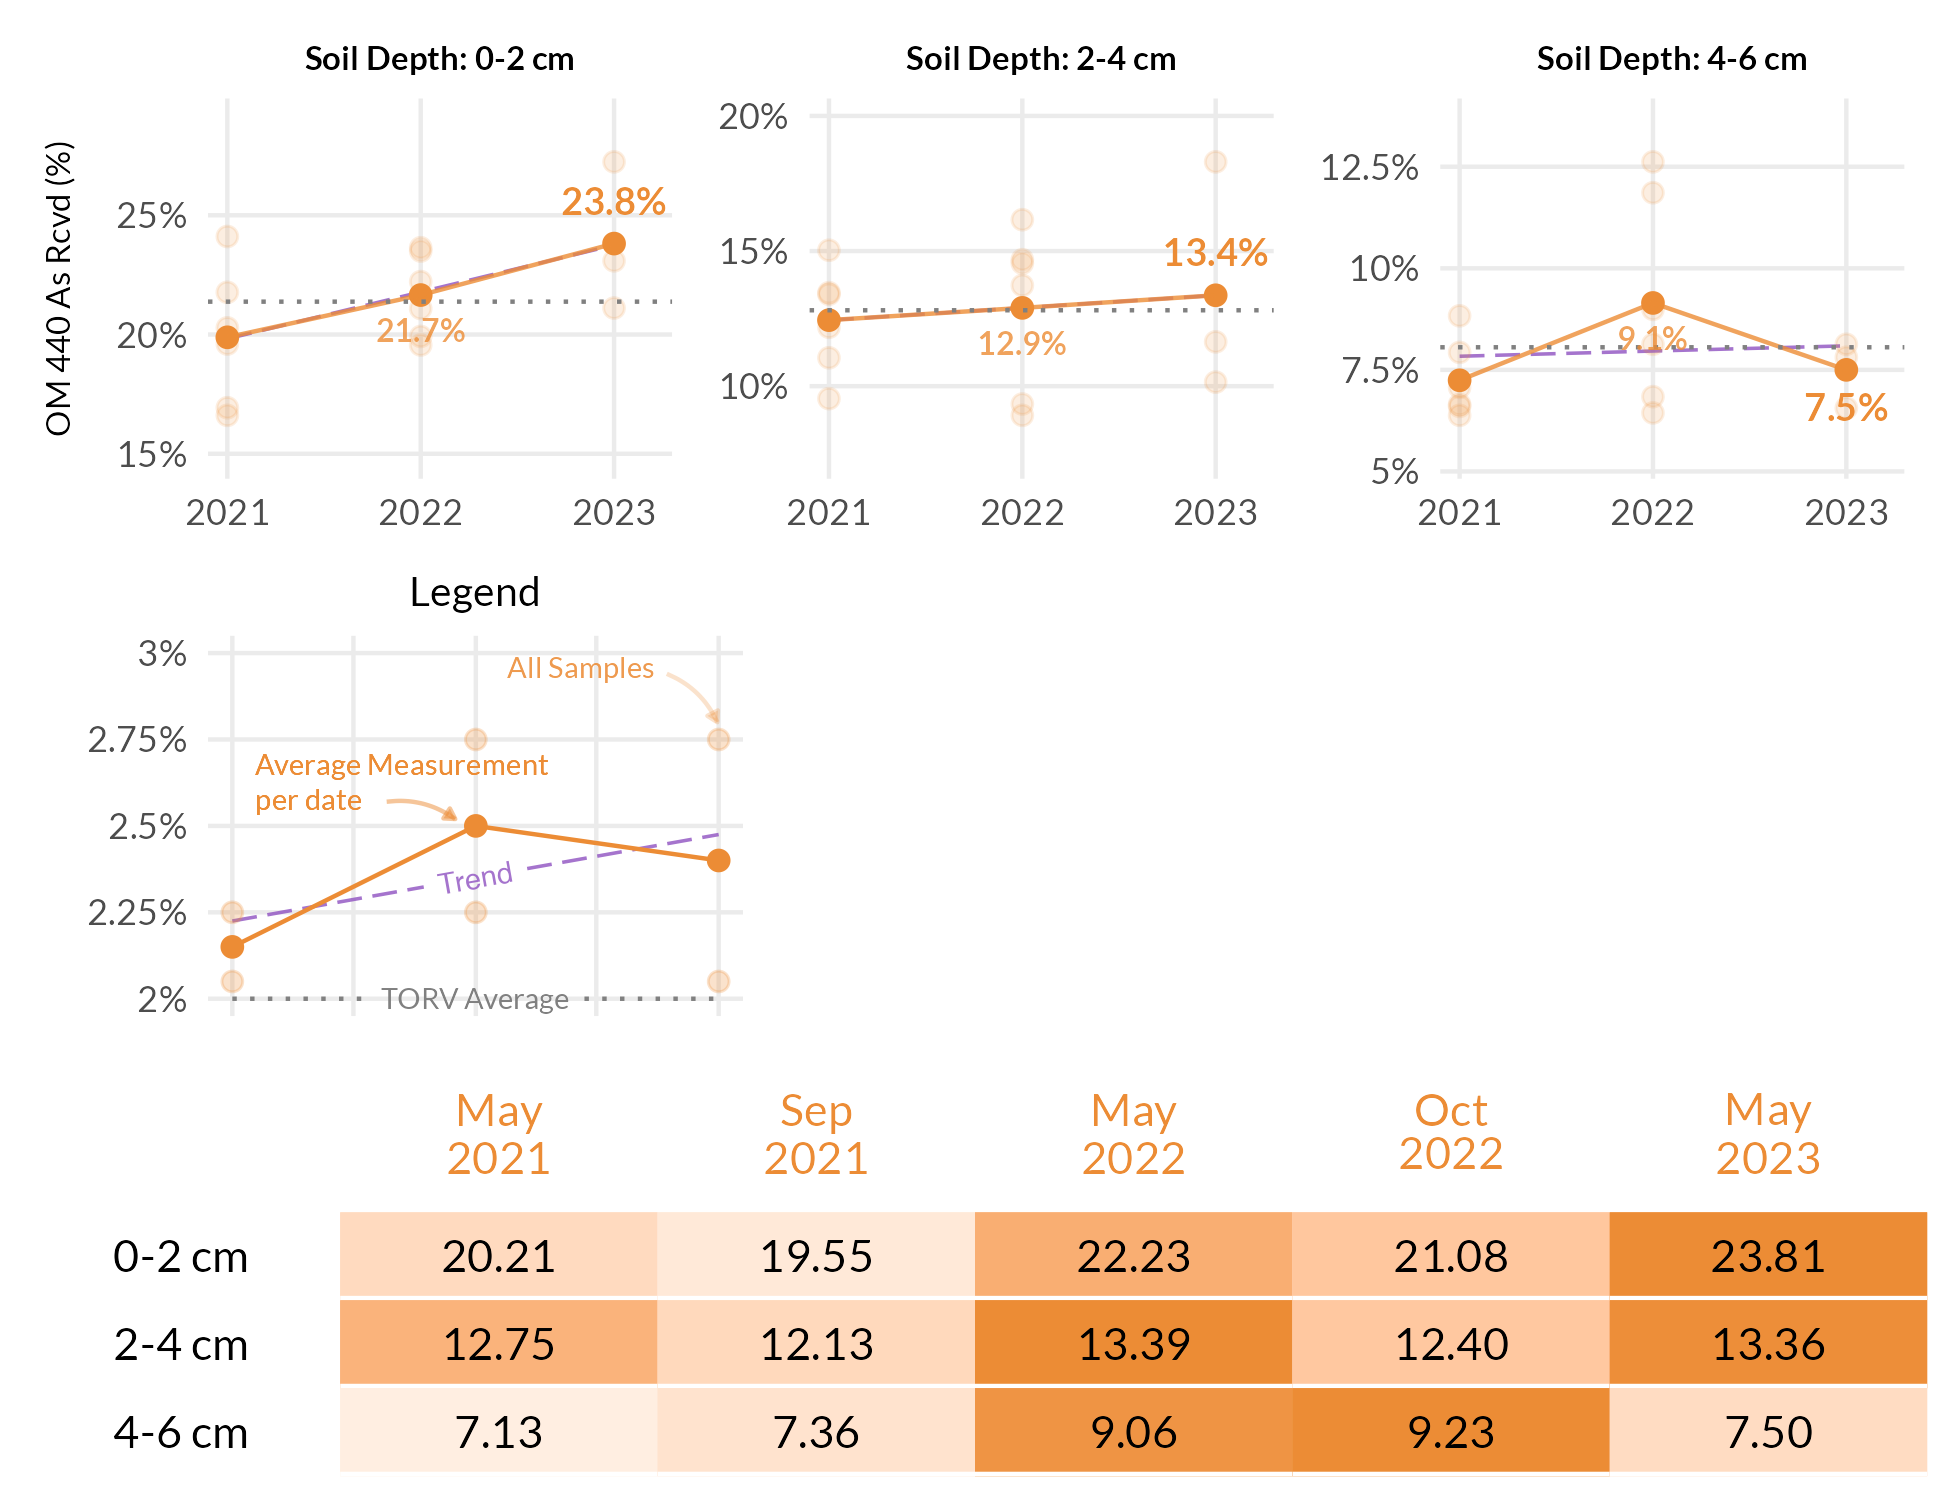 Soil Depth: 0-2 cm
Soil Depth: 2-4 cm
Soil Depth: 4-6 cm
OM 440 As Rcvd (%)
25%
20%
15%
23.8%
21.7%
2021 2022 2023
20%
15%
10%
13.4%
12.9%
2021 2022 2023
12.5%
10%
7.5%
5%
9.1%
7.5%
2021 2022 2023
Legend
3%
2.75%
2.5%
2.25%
2%
All Samples
Average Measurement
per date
Trend
TORV Average
May Sep May Oct May
2021 2021 2022 2022 2023
0-2 cm 20.21 19.55 22.23 21.08 23.81
2-4 cm 12.75 12.13 13.39 12.40 13.36
4-6 cm 7.13 7.36 9.06 9.23 7.50